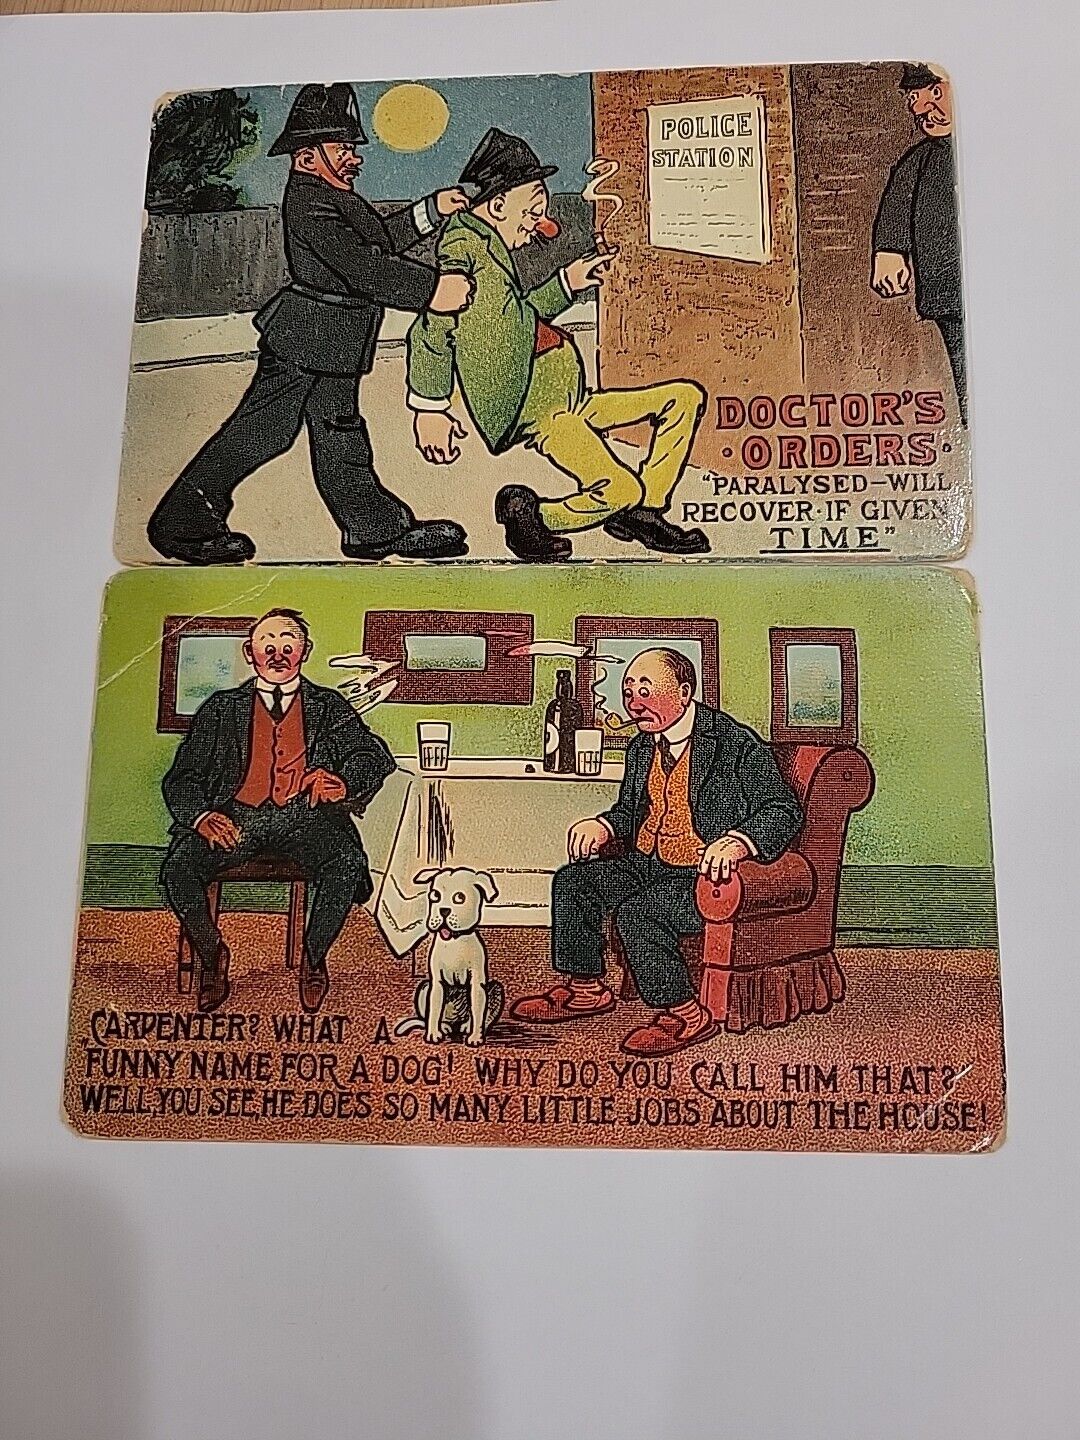 POLICE
STATION
DOCTOR'S
·ORDERS·
"PARALYSED-WILL
RECOVER·IF GIVEN
TIME"
CARPENTER? WHAT A
FUNNY NAME FOR A DOG! WHY DO YOU CALL HIM THAT?
WELL, YOU SEE, HE DOES SO MANY LITTLE JOBS ABOUT THE HOUSE!